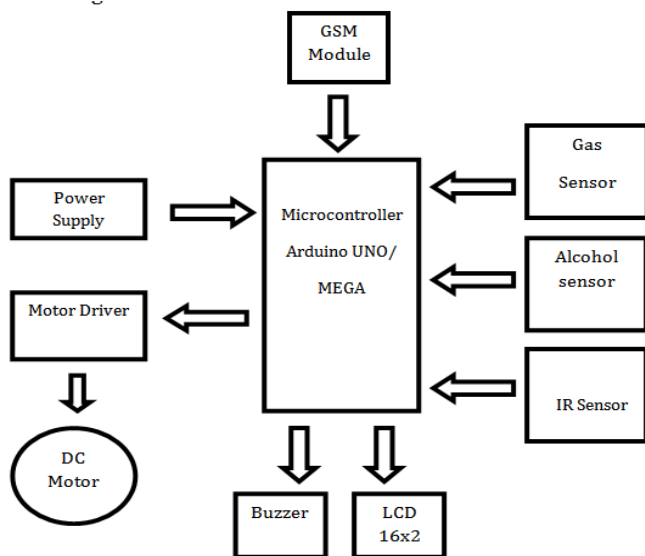 GSM
Module
Gas
Sensor
Power
Supply
Microcontroller
Arduino UNO/
MEGA
Alcohol
sensor
Motor Driver
IR Sensor
DC
Motor
Buzzer
LCD
16x2